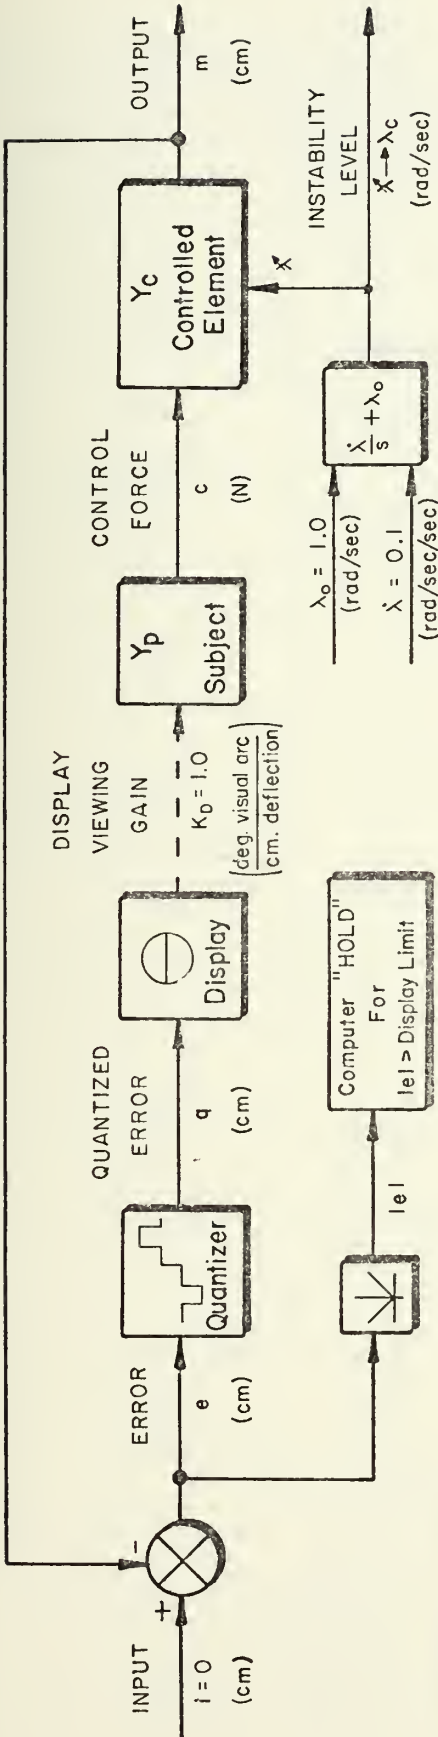 INPUT
i = 0
(cm)
+
-
ERROR
e
(cm)
Quantizer
QUANTIZED
ERROR
q
(cm)
Display
DISPLAY
VIEWING
GAIN
K_D = 1.0
(deg. visual arc
cm. deflection)
Y_p
Subject
CONTROL
FORCE
c
(N)
Y_c
Controlled
Element
OUTPUT
m
(cm)
|e|
Computer "HOLD"
For
|e| > Display Limit
λ_o = 1.0
(rad/sec)
λ̇ = 0.1
(rad/sec/sec)
λ̇
s
+ λ_o
λ
INSTABILITY
LEVEL
λ → λ_c
(rad/sec)